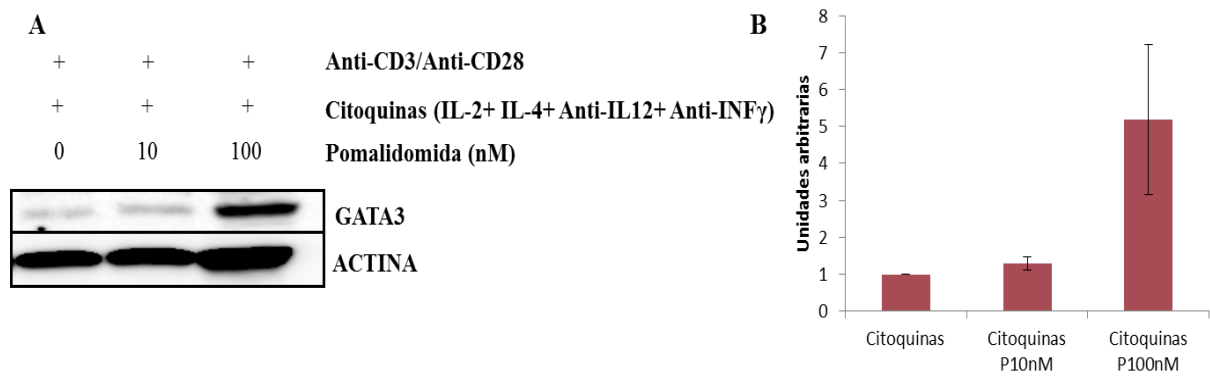 A
+ + + Anti-CD3/Anti-CD28
+ + + Citoquinas (IL-2+ IL-4+ Anti-IL12+ Anti-INFγ)
0 10 100 Pomalidomida (nM)
GATA3
ACTINA
B
Unidades arbitrarias
8
7
6
5
4
3
2
1
0
Citoquinas
Citoquinas P10nM
Citoquinas P100nM